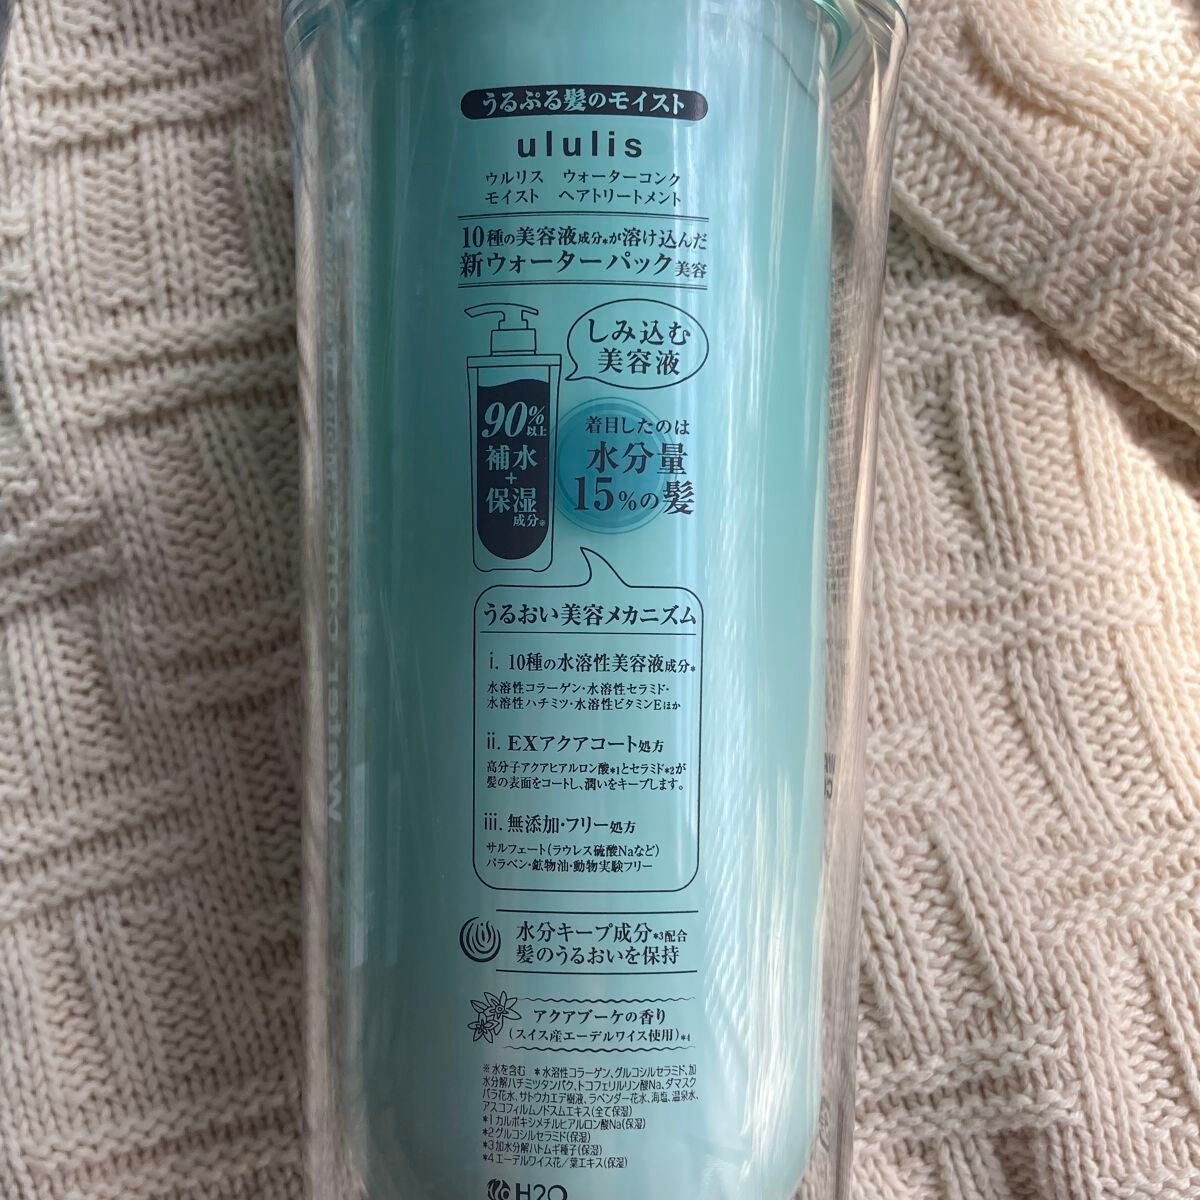 うるぷる髪のモイスト
ululis
ウルリス ウォーターコンク
モイスト ヘアトリートメント
10種の美容液成分*が溶け込んだ
新ウォーターパック美容
しみ込む
美容液
90%以上
補水
+
保湿
成分※
着目したのは
水分量
15%の髪
うるおい美容メカニズム
i. 10種の水溶性美容液成分*
水溶性コラーゲン・水溶性セラミド・
水溶性ハチミツ・水溶性ビタミンEほか
ii. EXアクアコート処方
高分子アクアヒアルロン酸*1とセラミド*2が
髪の表面をコートし、潤いをキープします。
iii. 無添加・フリー処方
サルフェート(ラウレス硫酸Naなど)
パラベン・鉱物油・動物実験フリー
水分キープ成分*3配合
髪のうるおいを保持
アクアブーケの香り
(スイス産エーデルワイス使用)*4
※水を含む *水溶性コラーゲン、グルコシルセラミド、加
水分解ハチミツタンパク、トコフェリルリン酸Na、ダマスク
バラ花水、サトウカエデ樹液、ラベンダー花水、海塩、温泉水、
アスコフィルムノドスムエキス(全て保湿)
*1カルボキシメチルヒアルロン酸Na(保湿)
*2グルコシルセラミド(保湿)
*3加水分解ハトムギ種子(保湿)
*4エーデルワイス花/葉エキス(保湿)
H2O